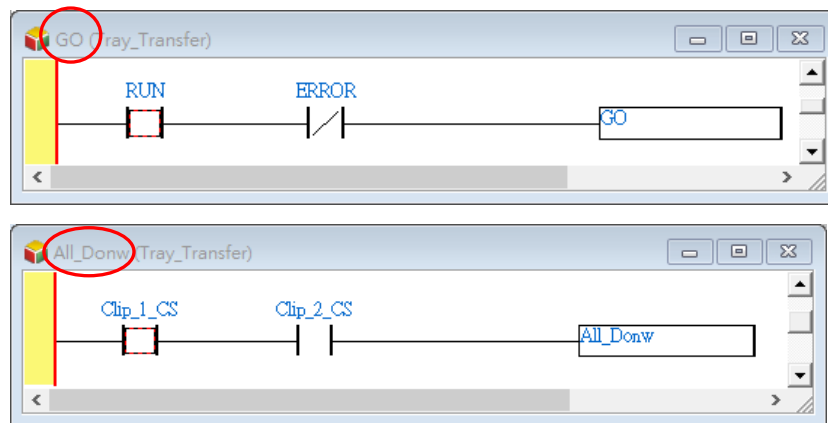 GO (Tray_Transfer)
RUN ERROR
GO
All_Donw (Tray_Transfer)
Clip_1_CS Clip_2_CS
All_Donw